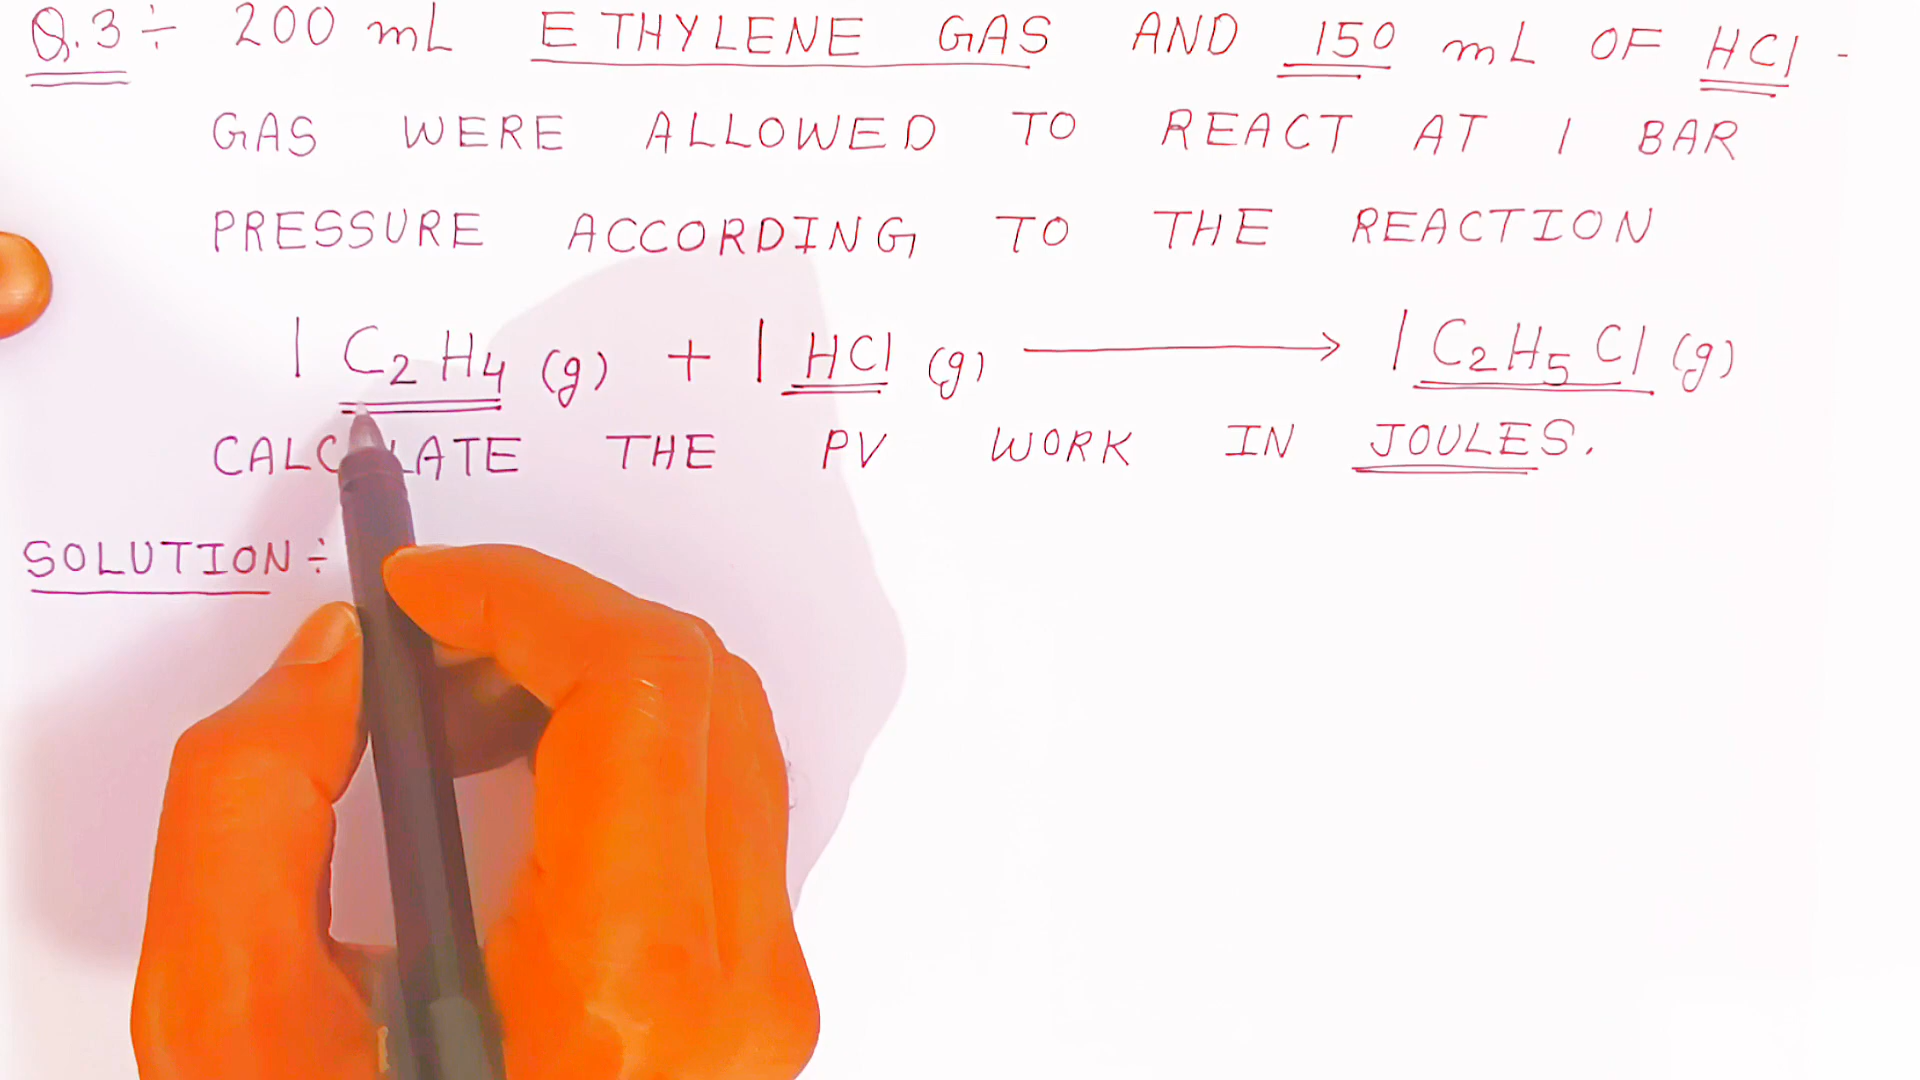 Q.3÷ 200 mL ETHYLENE GAS AND 150 mL OF HCl -
GAS WERE ALLOWED TO REACT AT 1 BAR
PRESSURE ACCORDING TO THE REACTION
1 C₂H₄ (g) + 1 HCl (g) ⟶ 1 C₂H₅Cl (g)
THE PV WORK IN JOULES.
SOLUTION ÷